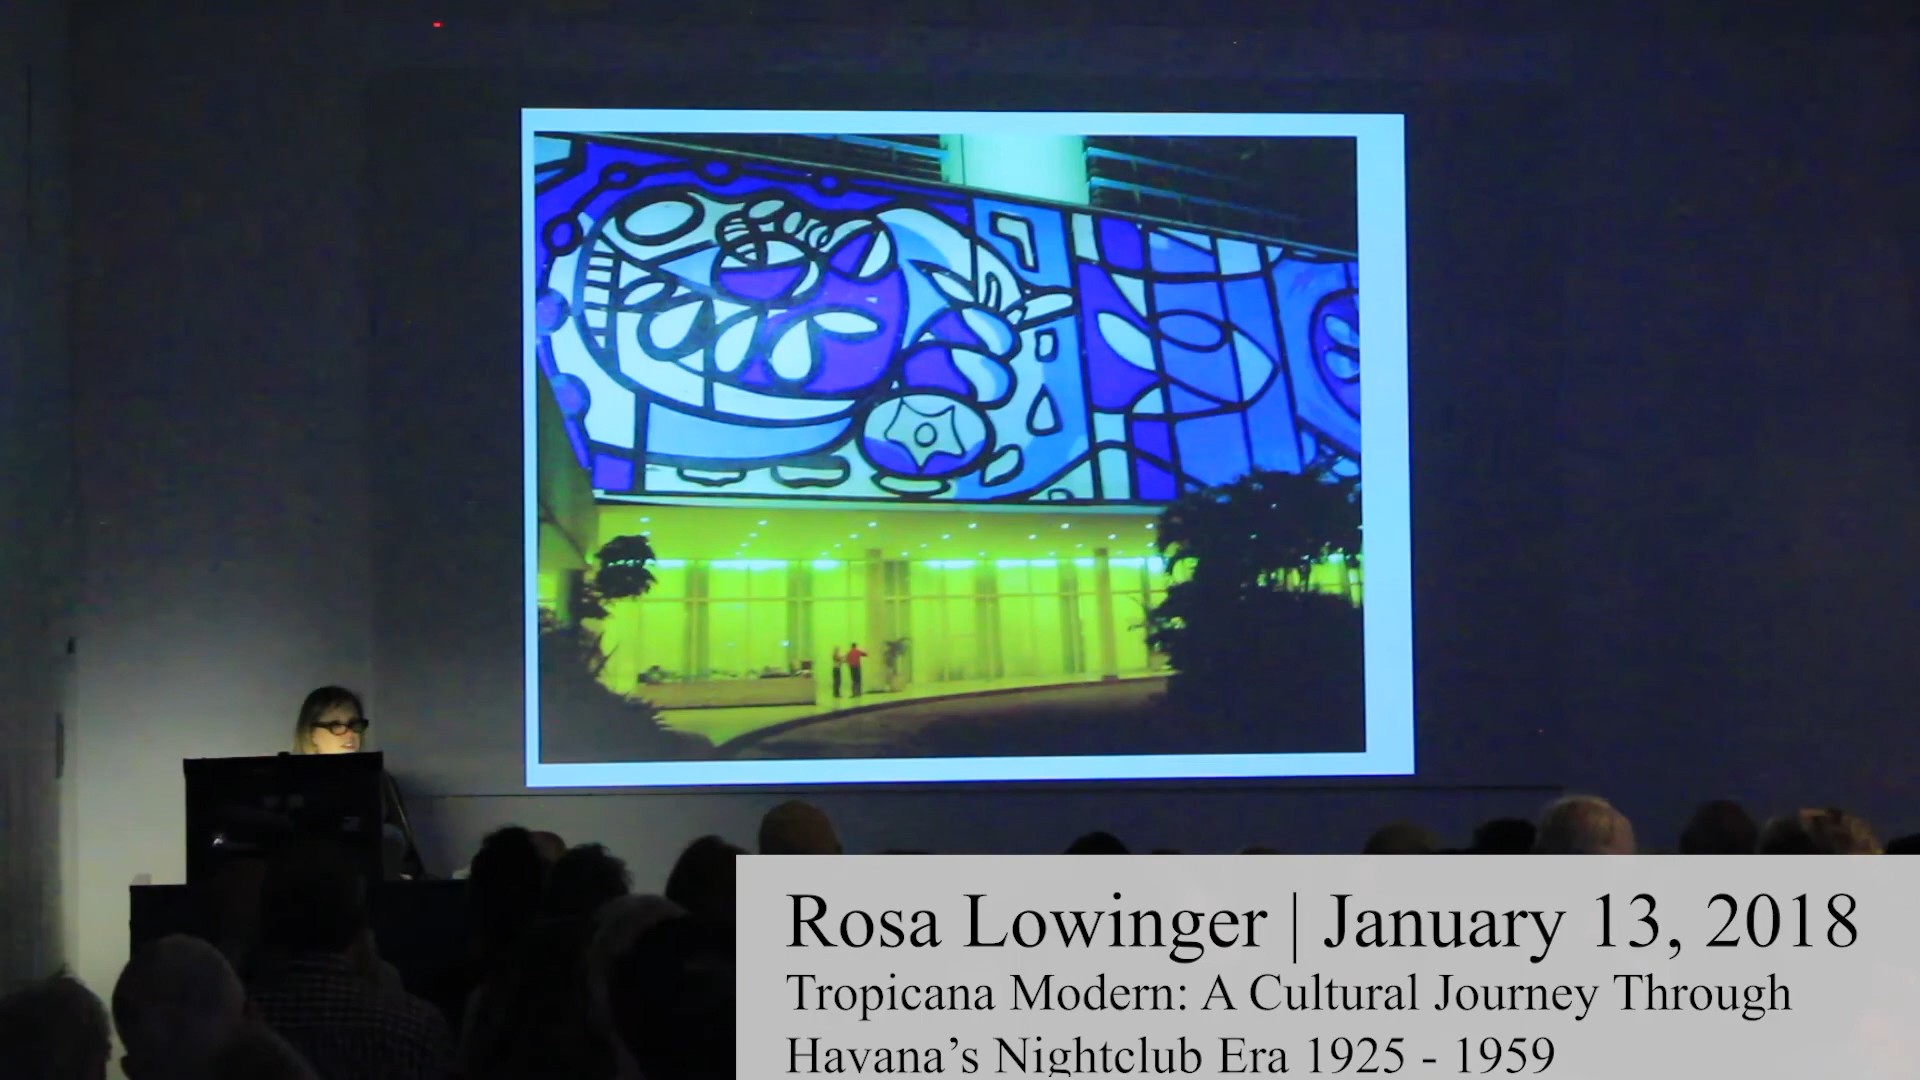 Rosa Lowinger | January 13, 2018
Tropicana Modern: A Cultural Journey Through
Havana's Nightclub Era 1925 - 1959